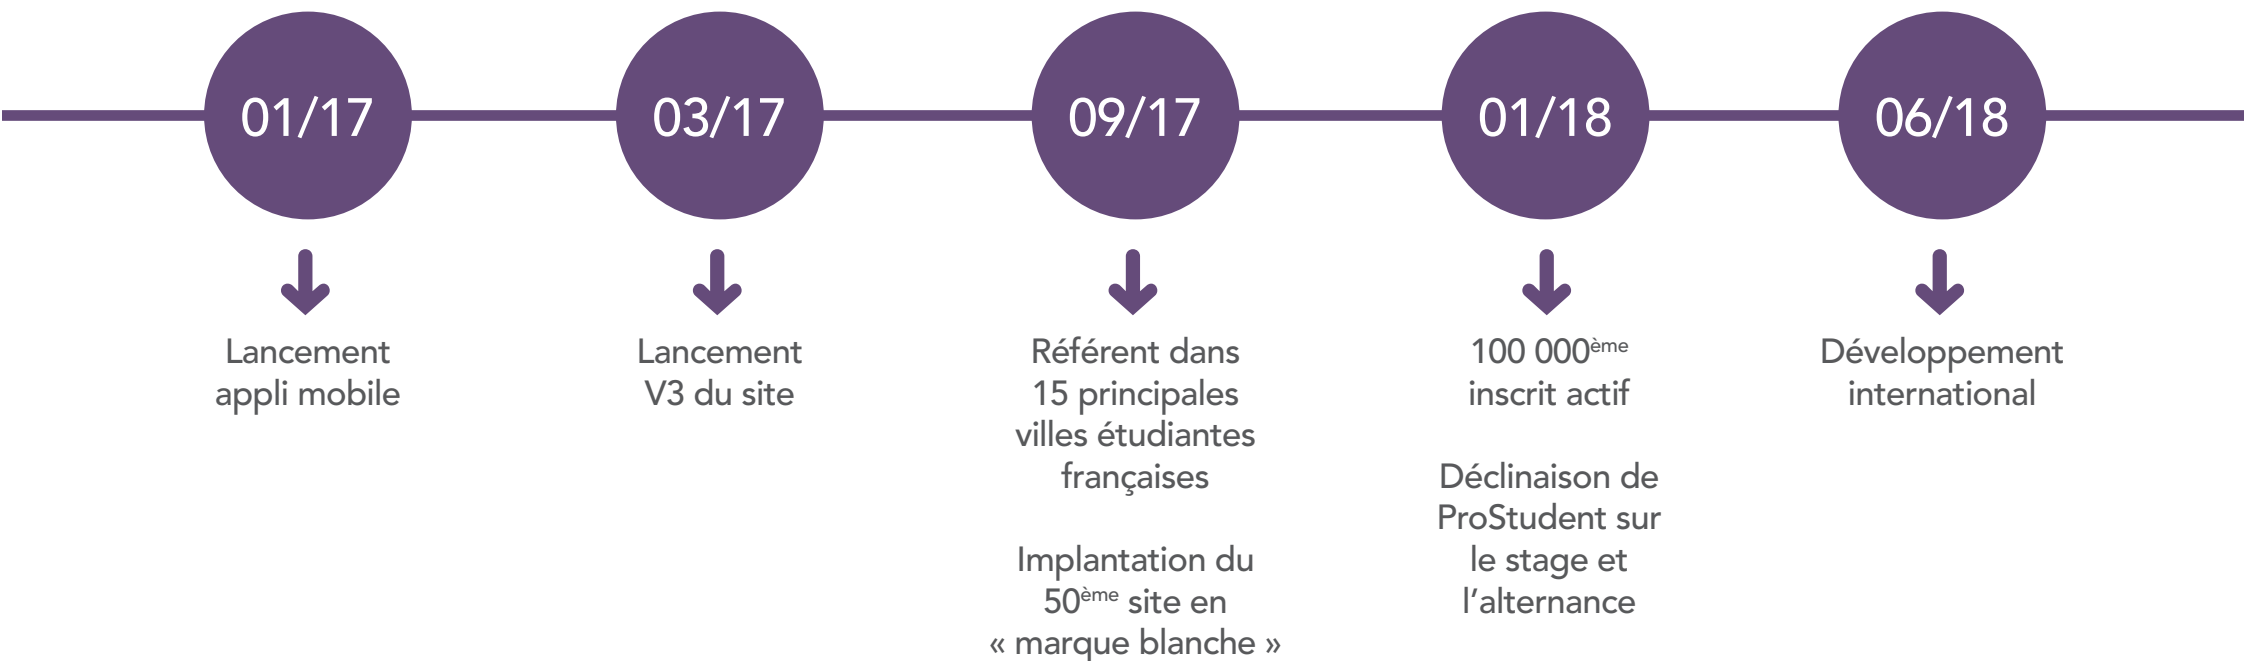 01/17
03/17
09/17
01/18
06/18
Lancement
appli mobile
Lancement
V3 du site
Référent dans
15 principales
villes étudiantes
françaises
Implantation du
50ème site en
« marque blanche »
100 000ème
inscrit actif
Déclinaison de
ProStudent sur
le stage et
l’alternance
Développement
international